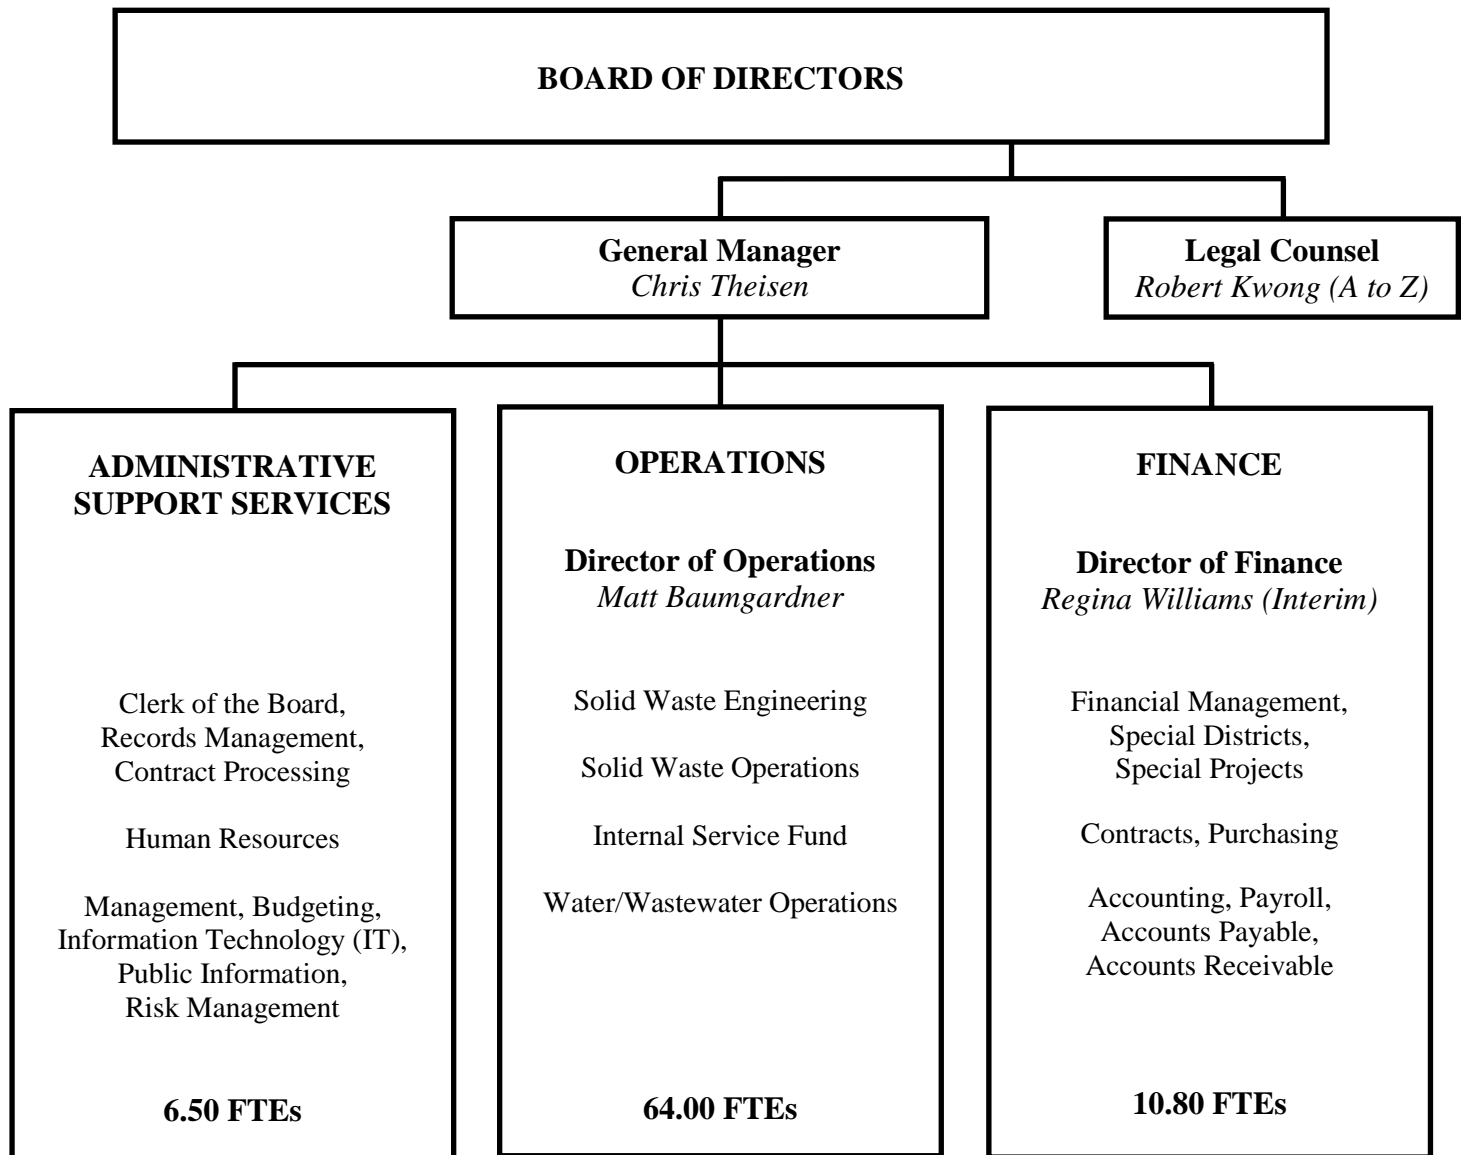 BOARD OF DIRECTORS
General Manager
Chris Theisen
Legal Counsel
Robert Kwong (A to Z)
ADMINISTRATIVE
SUPPORT SERVICES
Clerk of the Board,
Records Management,
Contract Processing
Human Resources
Management, Budgeting,
Information Technology (IT),
Public Information,
Risk Management
6.50 FTEs
OPERATIONS
Director of Operations
Matt Baumgardner
Solid Waste Engineering
Solid Waste Operations
Internal Service Fund
Water/Wastewater Operations
64.00 FTEs
FINANCE
Director of Finance
Regina Williams (Interim)
Financial Management,
Special Districts,
Special Projects
Contracts, Purchasing
Accounting, Payroll,
Accounts Payable,
Accounts Receivable
10.80 FTEs